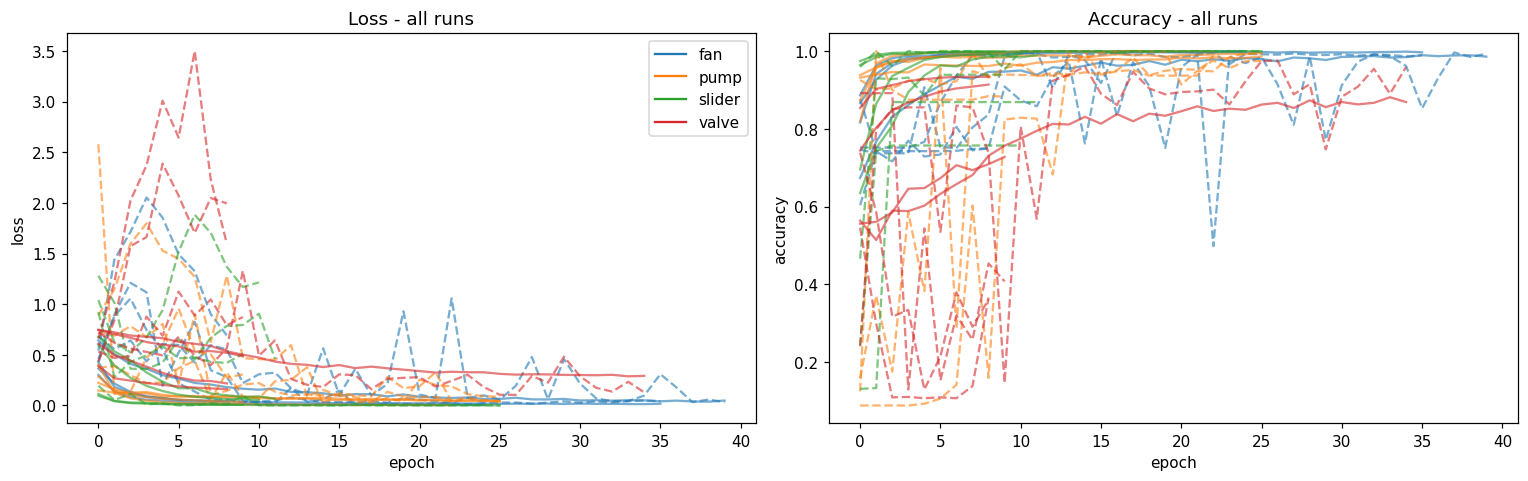 Loss - all runs
3.5
3.0
2.5
2.0
1.5
1.0
0.5
0.0
loss
0 5 10 15 20 25 30 35 40
epoch
fan
pump
slider
valve
Accuracy - all runs
1.0
0.8
0.6
0.4
0.2
accuracy
0 5 10 15 20 25 30 35 40
epoch